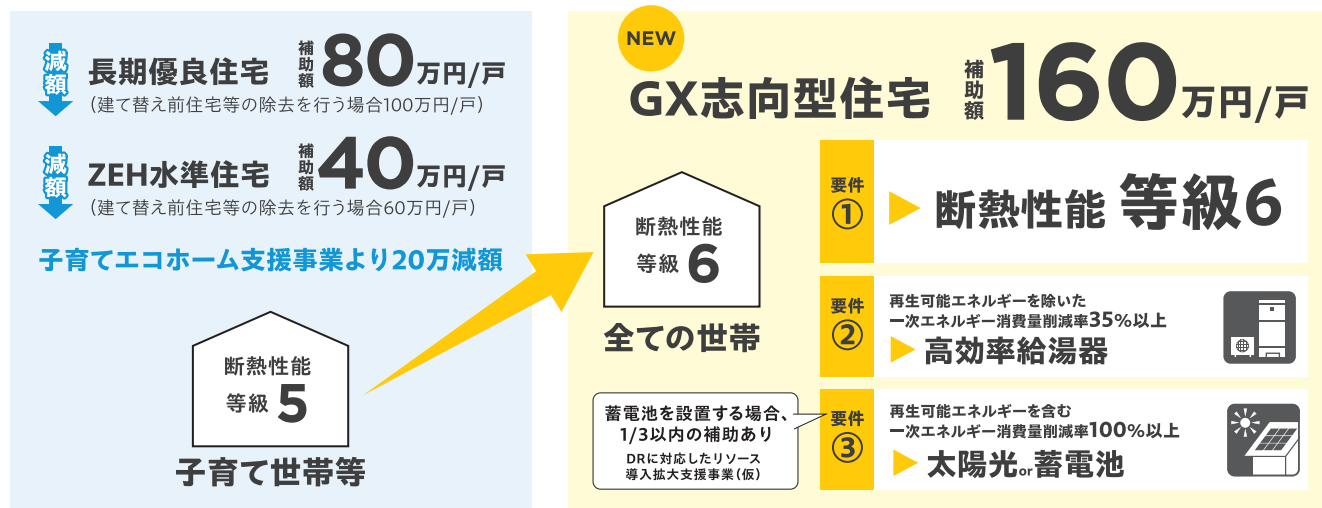 減額
長期優良住宅 補助額 80万円/戸
（建て替え前住宅等の除去を行う場合100万円/戸）
減額
ZEH水準住宅 補助額 40万円/戸
（建て替え前住宅等の除去を行う場合60万円/戸）
子育てエコホーム支援事業より20万減額
断熱性能
等級 5
子育て世帯等
NEW
GX志向型住宅 補助額 160万円/戸
断熱性能
等級 6
全ての世帯
要件
①
断熱性能 等級6
要件
②
再生可能エネルギーを除いた
一次エネルギー消費量削減率35%以上
高効率給湯器
蓄電池を設置する場合、
1/3以内の補助あり
DRに対応したリソース
導入拡大支援事業（仮）
要件
③
再生可能エネルギーを含む
一次エネルギー消費量削減率100%以上
太陽光or蓄電池